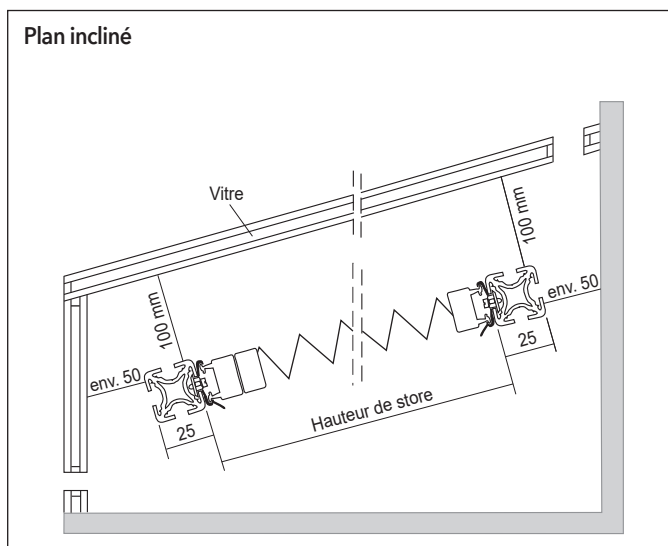 Plan incliné
Vitre
100 mm
env. 50
25
100 mm
env. 50
25
Hauteur de store